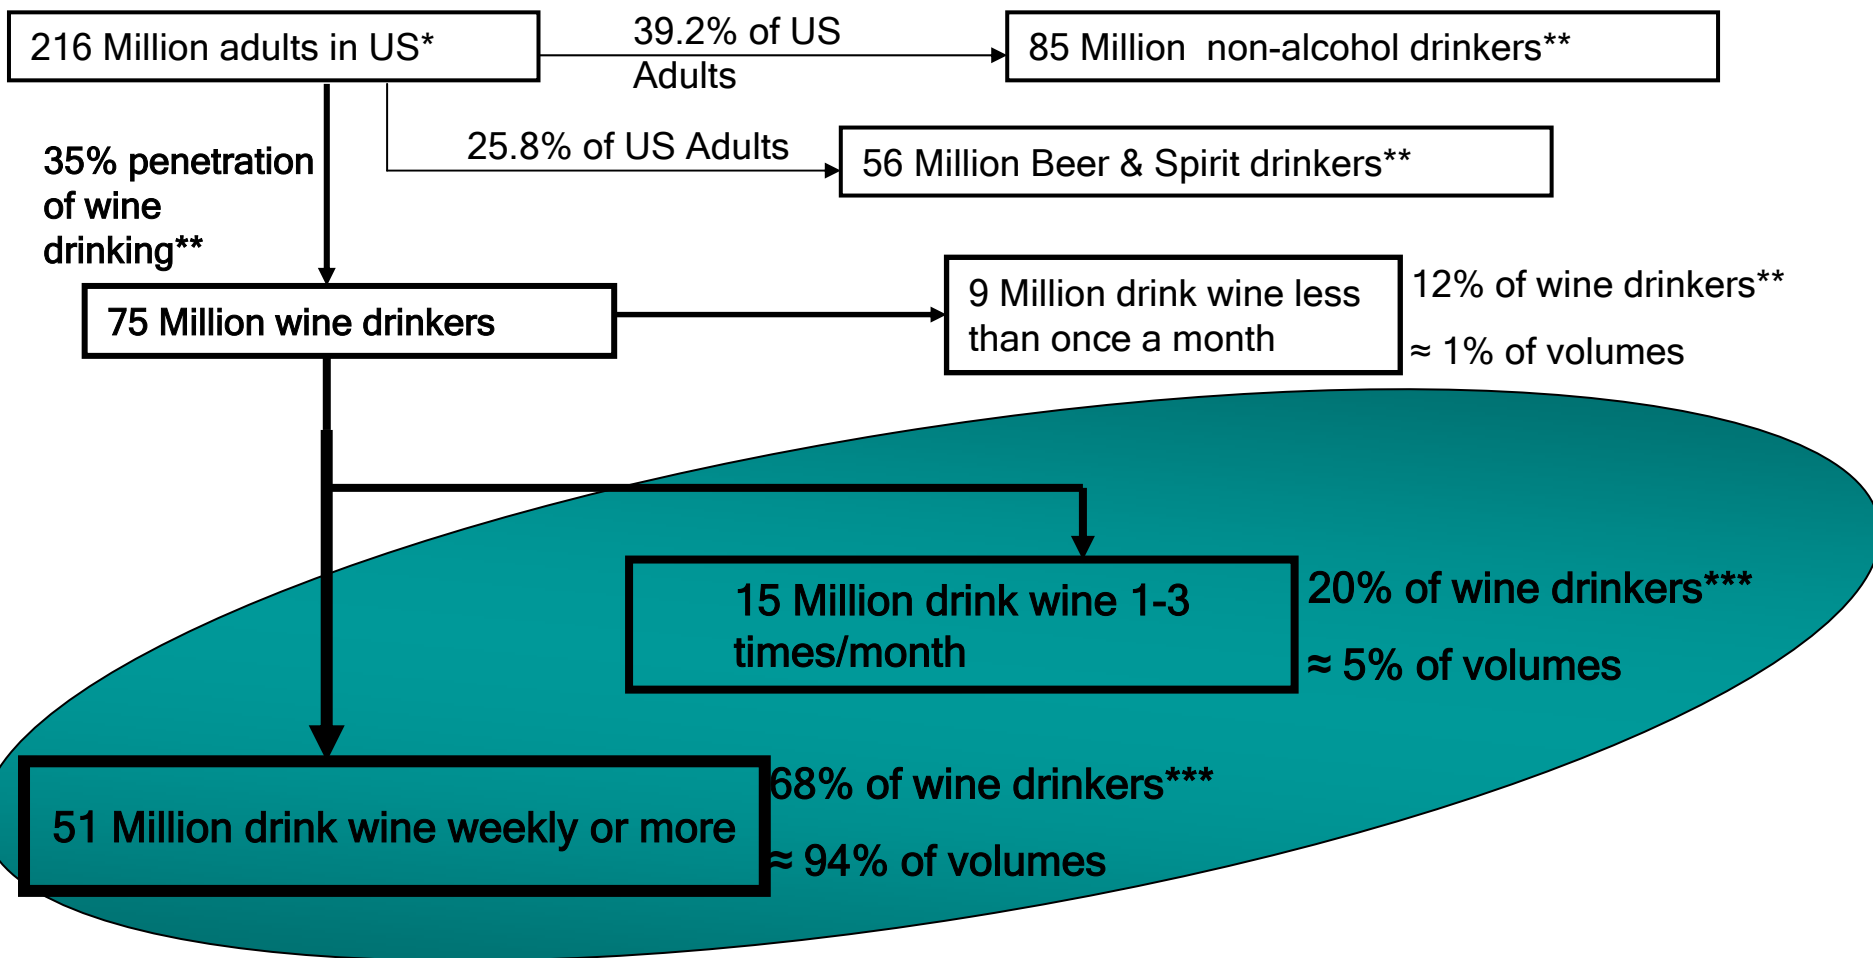 216 Million adults in US*
39.2% of US
Adults
85 Million non-alcohol drinkers**
25.8% of US Adults
56 Million Beer & Spirit drinkers**
35% penetration
of wine
drinking**
75 Million wine drinkers
9 Million drink wine less
than once a month
12% of wine drinkers**
≈ 1% of volumes
15 Million drink wine 1-3
times/month
20% of wine drinkers***
≈ 5% of volumes
51 Million drink wine weekly or more
68% of wine drinkers***
≈ 94% of volumes